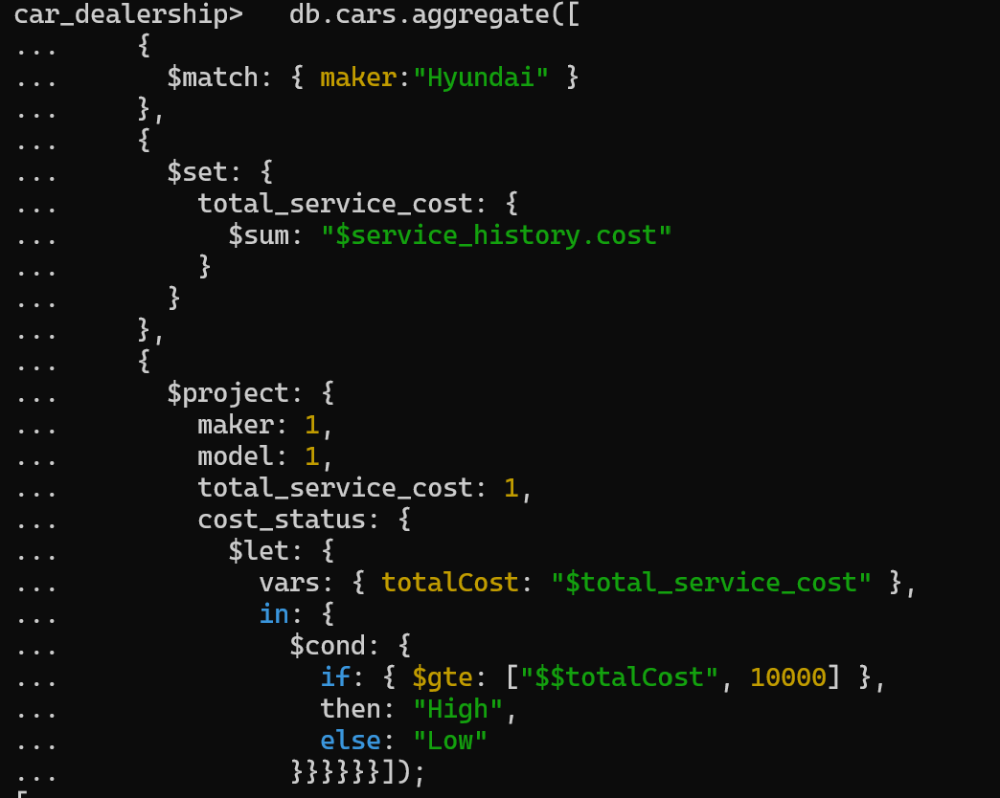 car_dealership>   db.cars.aggregate([
...     {
...       $match: { maker:"Hyundai" }
...     },
...     {
...       $set: {
...         total_service_cost: {
...           $sum: "$service_history.cost"
...         }
...       }
...     },
...     {
...       $project: {
...         maker: 1,
...         model: 1,
...         total_service_cost: 1,
...         cost_status: {
...           $let: {
...             vars: { totalCost: "$total_service_cost" },
...             in: {
...               $cond: {
...                 if: { $gte: ["$$totalCost", 10000] },
...                 then: "High",
...                 else: "Low"
...               }}}}}}]);
[